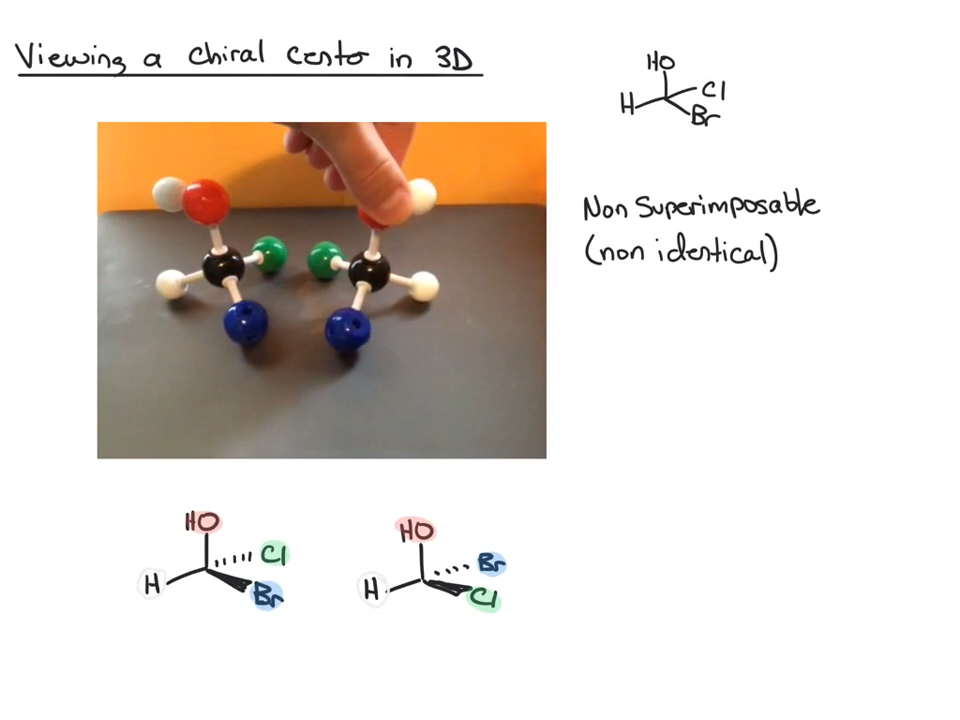 Viewing a Chiral Center in 3D
HO
H Cl
Br
Non Superimposable
(non identical)
HO HO
Cl Br
H Br H Cl